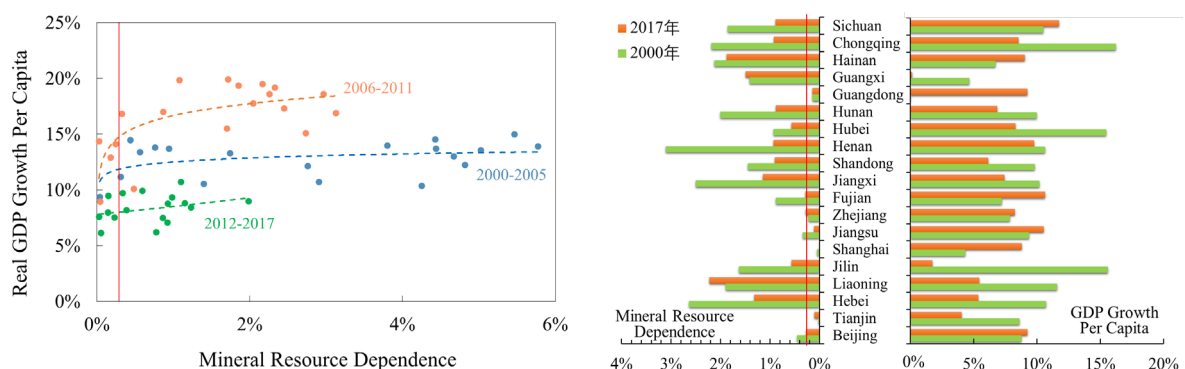 Real GDP Growth Per Capita
25%
20%
15%
10%
5%
0%
2006-2011
2000-2005
2012-2017
0%
2%
4%
6%
Mineral Resource Dependence
2017年
2000年
Sichuan
Chongqing
Hainan
Guangxi
Guangdong
Hunan
Hubei
Henan
Shandong
Jiangxi
Fujian
Zhejiang
Jiangsu
Shanghai
Jilin
Liaoning
Hebei
Tianjin
Beijing
Mineral Resource
Dependence
4%
3%
2%
1%
0%
GDP Growth
Per Capita
0%
5%
10%
15%
20%